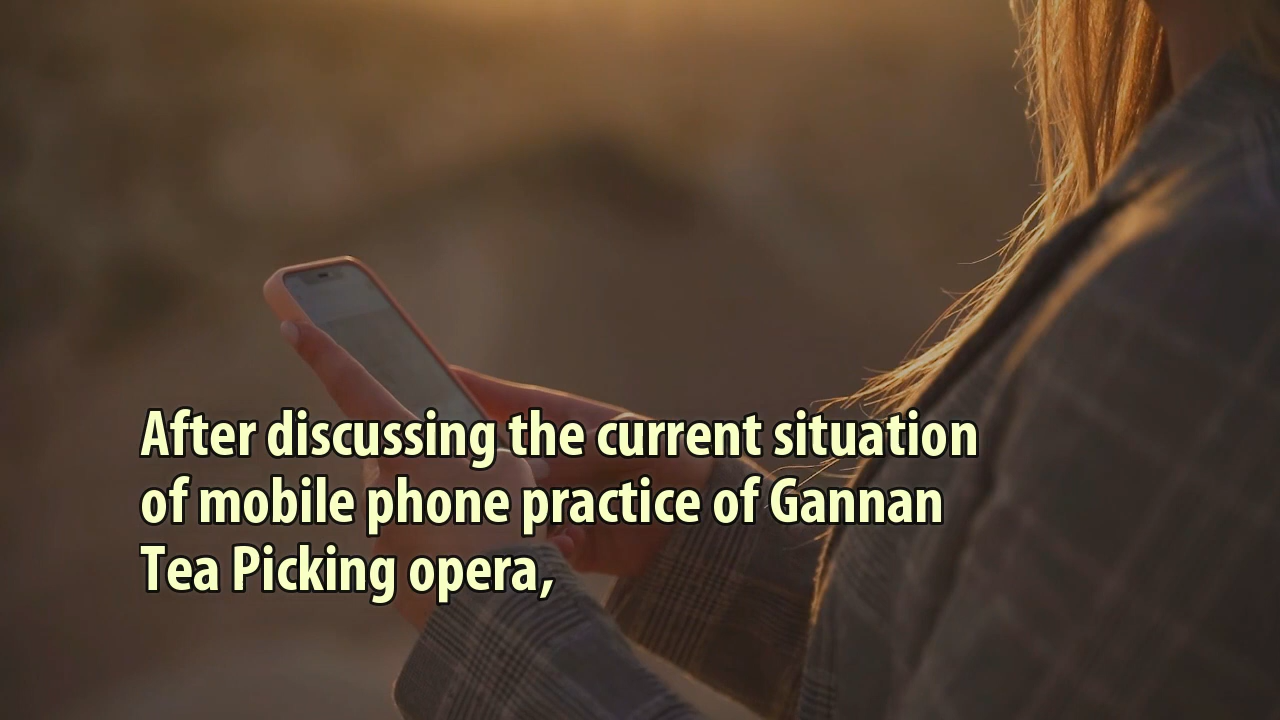 After discussing the current situation
of mobile phone practice of Gannan
Tea Picking opera,